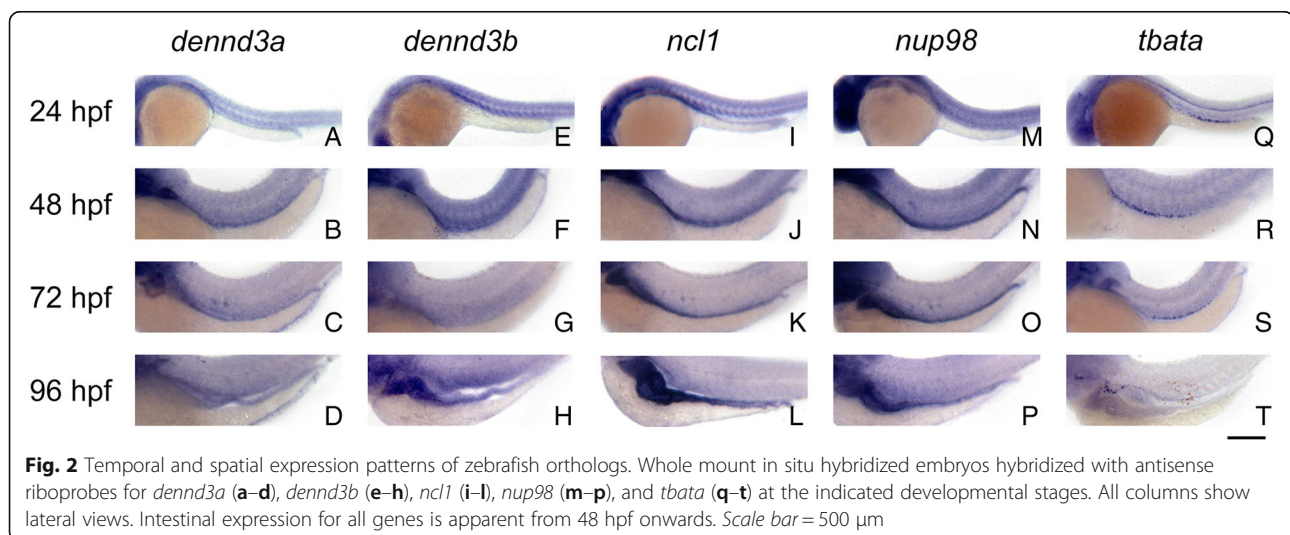 dennd3a dennd3b ncl1 nup98 tbata
24 hpf A E I M Q
48 hpf B F J N R
72 hpf C G K O S
96 hpf D H L P T
Fig. 2 Temporal and spatial expression patterns of zebrafish orthologs. Whole mount in situ hybridized embryos hybridized with antisense
riboprobes for dennd3a (a–d), dennd3b (e–h), ncl1 (i–l), nup98 (m–p), and tbata (q–t) at the indicated developmental stages. All columns show
lateral views. Intestinal expression for all genes is apparent from 48 hpf onwards. Scale bar = 500 μm